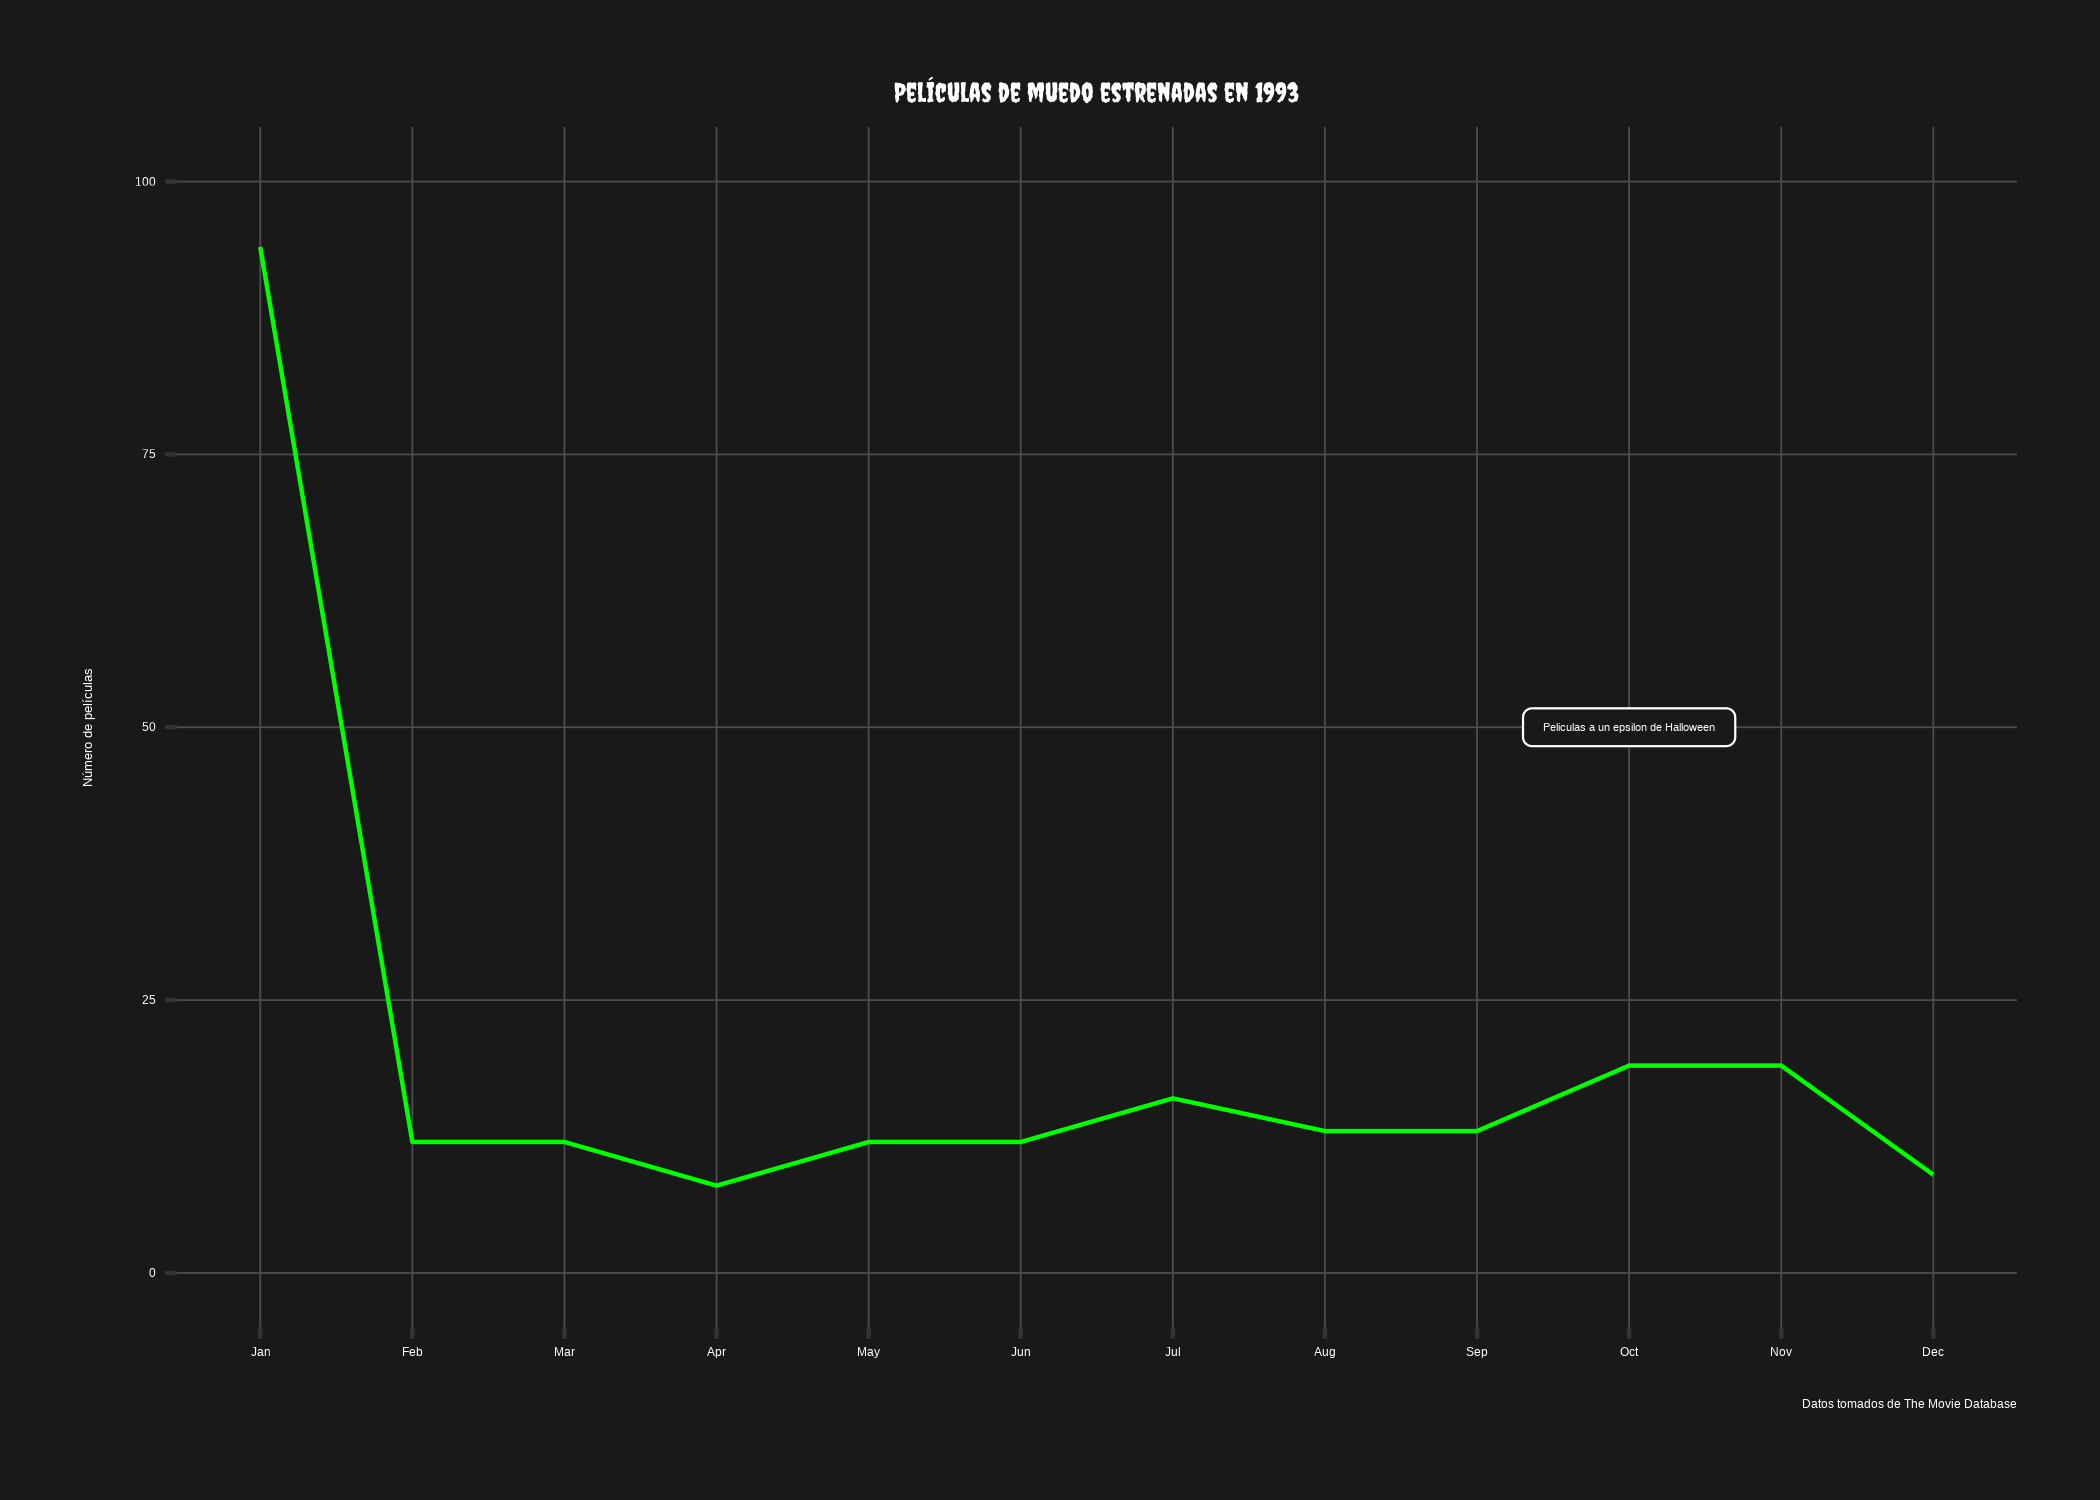 PELÍCULAS DE MUEDO ESTRENADAS EN 1993
100
75
50
25
0
Número de películas
Peliculas a un epsilon de Halloween
Jan Feb Mar Apr May Jun Jul Aug Sep Oct Nov Dec
Datos tomados de The Movie Database